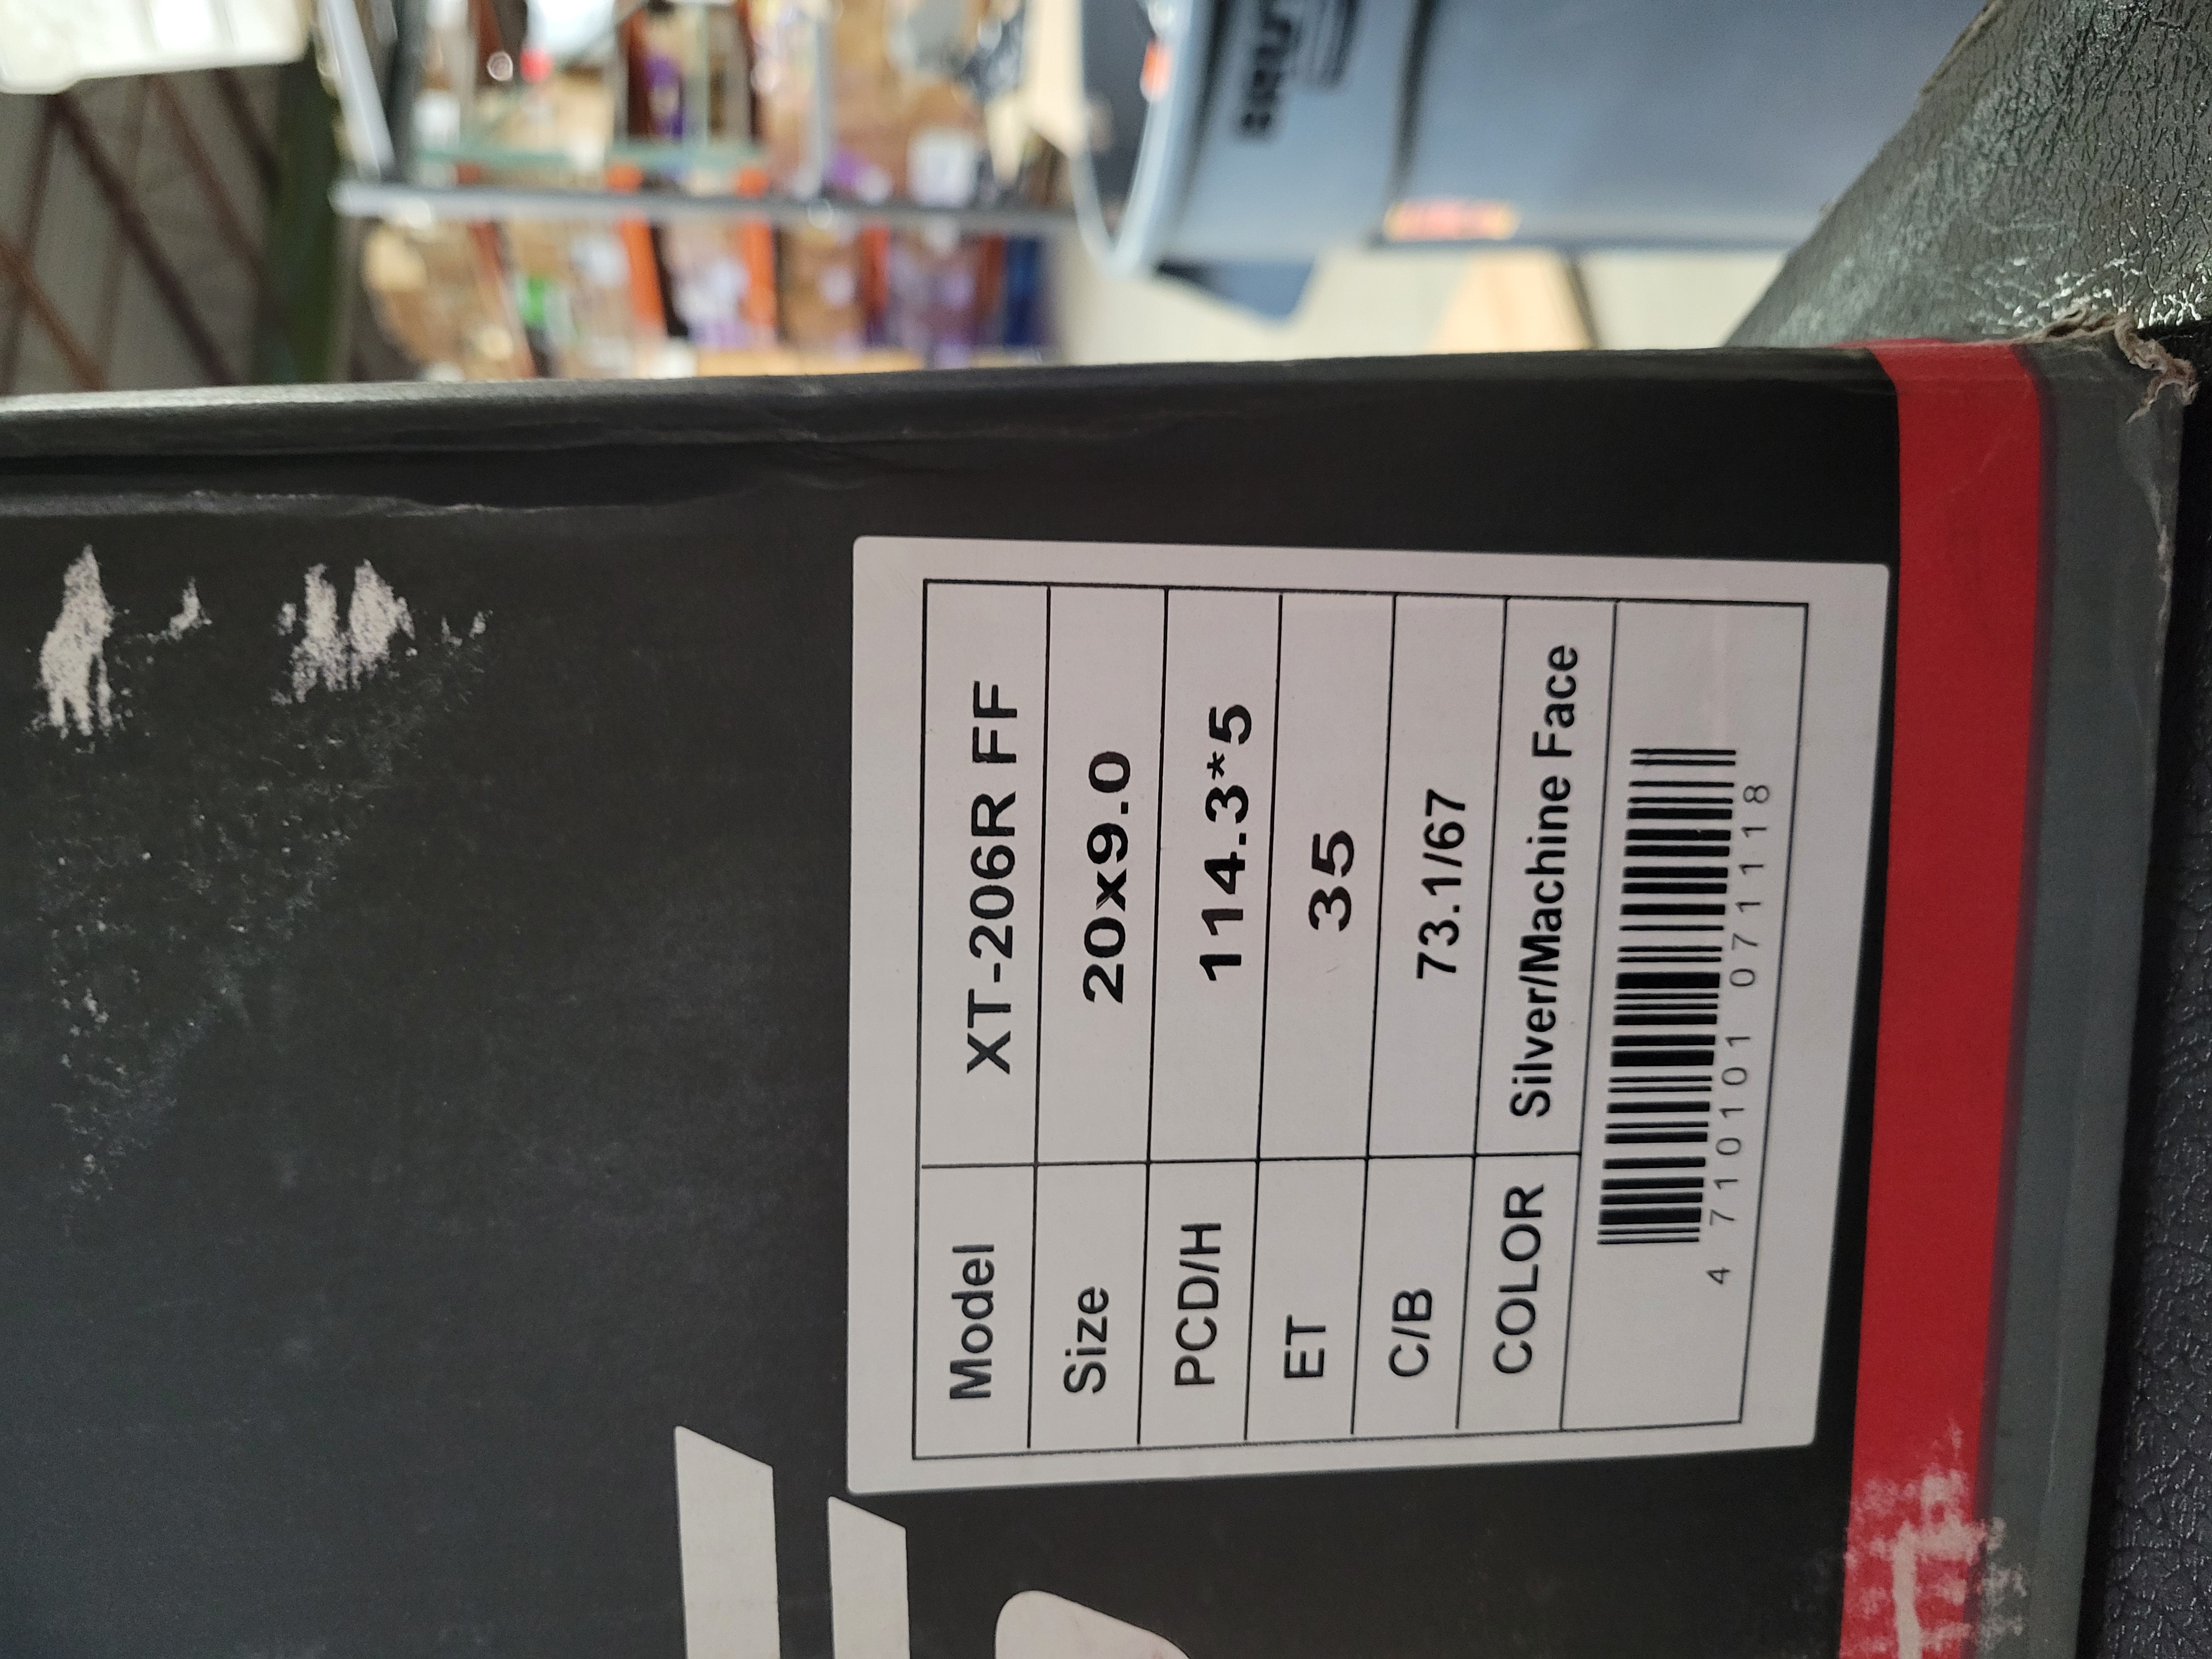 Model XT-206R FF
Size 20x9.0
PCD/H 114.3*5
ET 35
C/B 73.1/67
COLOR Silver/Machine Face
4 710101 071118